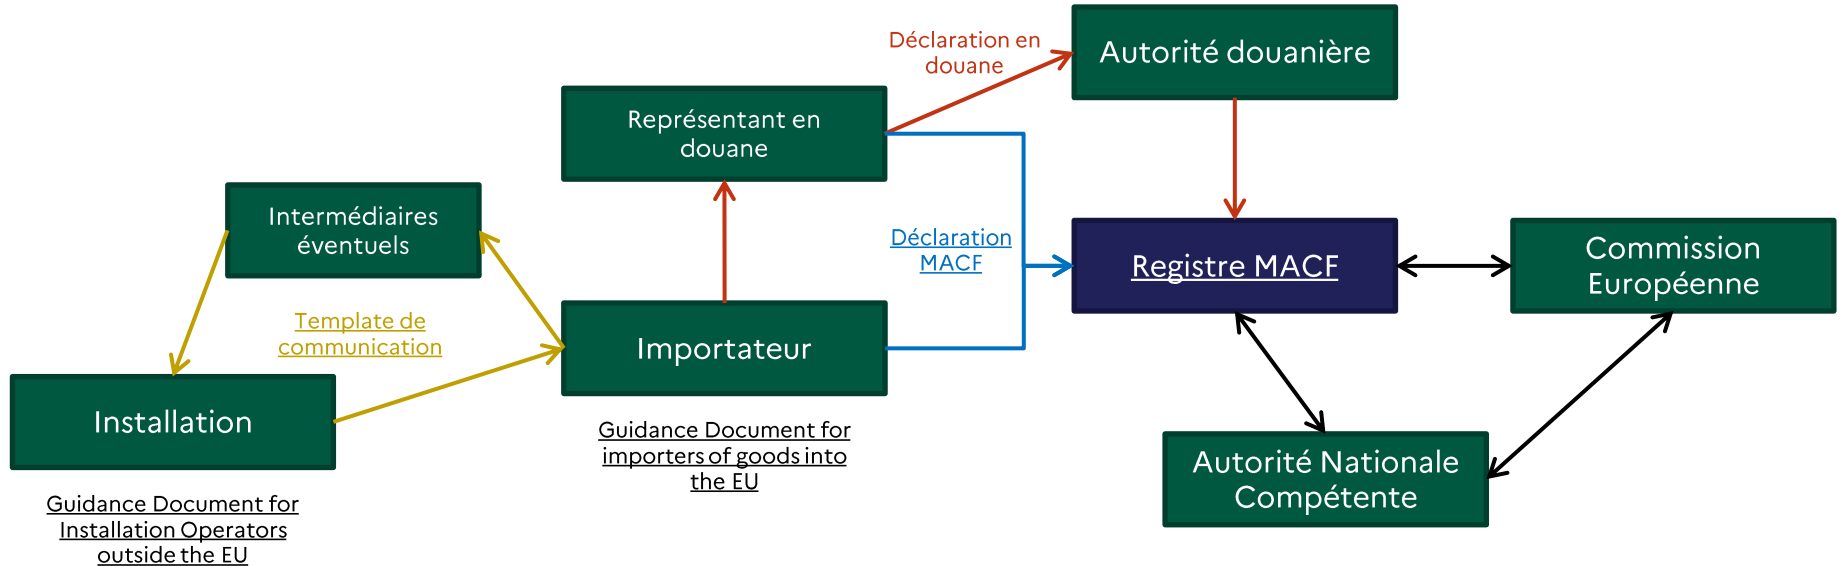 Déclaration en
douane
Autorité douanière
Représentant en
douane
Intermédiaires
éventuels
Déclaration
MACF
Registre MACF
Commission
Européenne
Template de
communication
Importateur
Installation
Guidance Document for
importers of goods into
the EU
Autorité Nationale
Compétente
Guidance Document for
Installation Operators
outside the EU